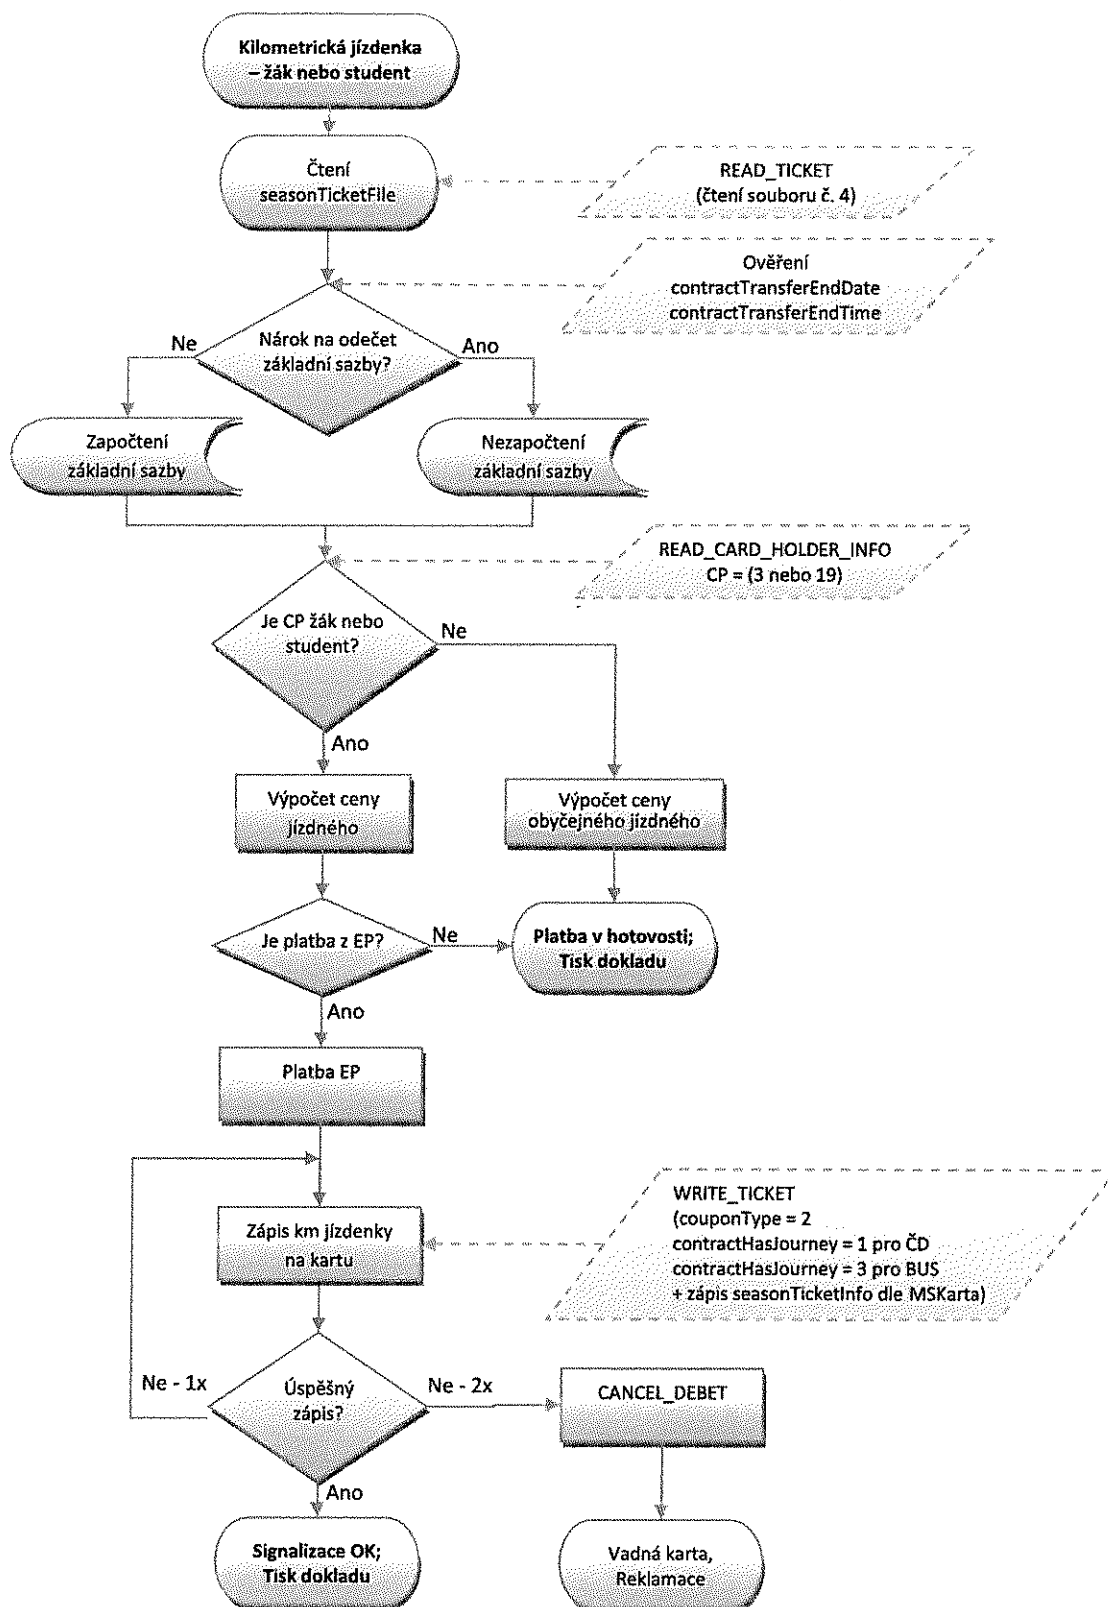 Kilometrická jízdenka
– žák nebo student
Čtení
seasonTicketFile
READ_TICKET
(čtení souboru č. 4)
Ověření
contractTransferEndDate
contractTransferEndTime
Ne
Nárok na odečet
základní sazby?
Ano
Započtení
základní sazby
Nezapočtení
základní sazby
READ_CARD_HOLDER_INFO
CP = (3 nebo 19)
Je CP žák nebo
student?
Ne
Ano
Výpočet ceny
jízdného
Výpočet ceny
obyčejného jízdného
Je platba z EP?
Ne
Platba v hotovosti;
Tisk dokladu
Ano
Platba EP
Zápis km jízdenky
na kartu
WRITE_TICKET
(couponType = 2
contractHasJourney = 1 pro ČD
contractHasJourney = 3 pro BUS
+ zápis seasonTicketInfo dle MSKarta)
Ne - 1x
Úspěšný
zápis?
Ne - 2x
CANCEL_DEBET
Ano
Signalizace OK;
Tisk dokladu
Vadná karta,
Reklamace